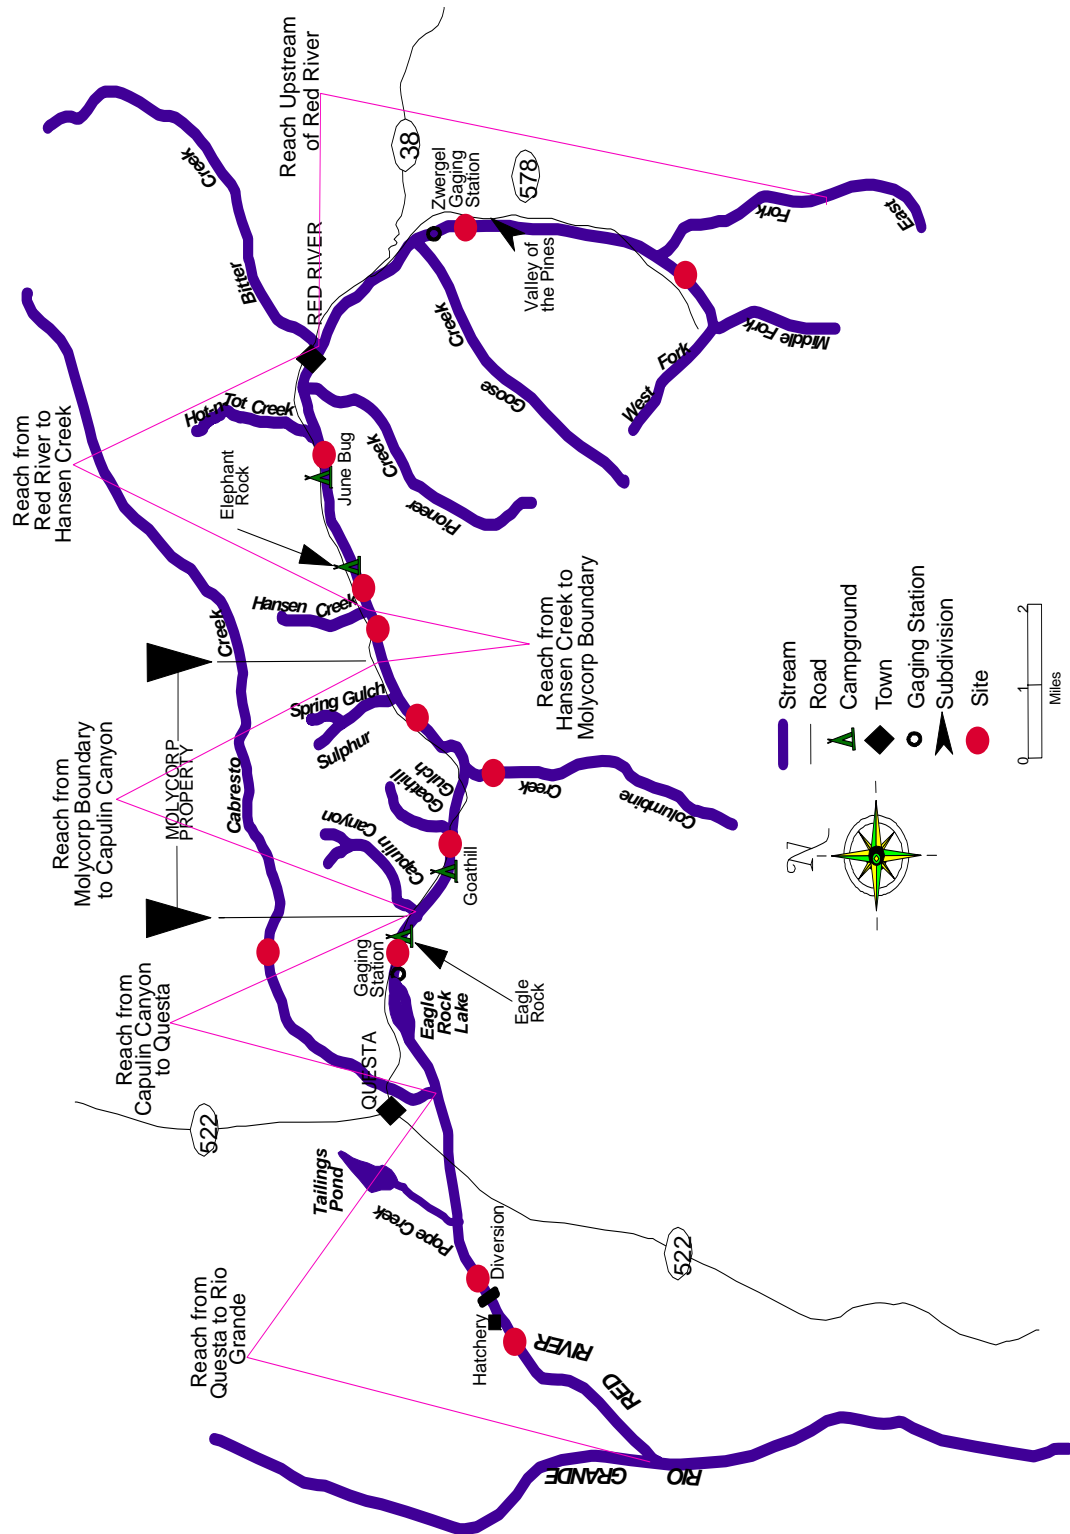 Reach from
Questa to Rio
Grande
Reach from
Capulin Canyon
to Questa
Reach from
Molycorp Boundary
to Capulin Canyon
Reach from
Red River to
Hansen Creek
Reach Upstream
of Red River
Reach from
Hansen Creek to
Molycorp Boundary
MOLYCORP
PROPERTY
Cabresto
Creek
Bitter
Creek
RED RIVER
38
578
Zwergel
Gaging
Station
Valley of
the Pines
East
Fork
Middle Fork
West
Fork
Goose
Creek
Pioneer
Creek
Hot-n-Tot Creek
June Bug
Elephant
Rock
Hansen Creek
Spring Gulch
Sulphur
Columbine
Creek
Goathill
Gulch
Goathill
Capulin Canyon
Eagle
Rock
Gaging
Station
Eagle
Rock
Lake
QUESTA
522
522
Tailings
Pond
Pope Creek
Diversion
Hatchery
RED
RIVER
RIO
GRANDE
N
Stream
Road
Campground
Town
Gaging Station
Subdivision
Site
0
1
2
Miles